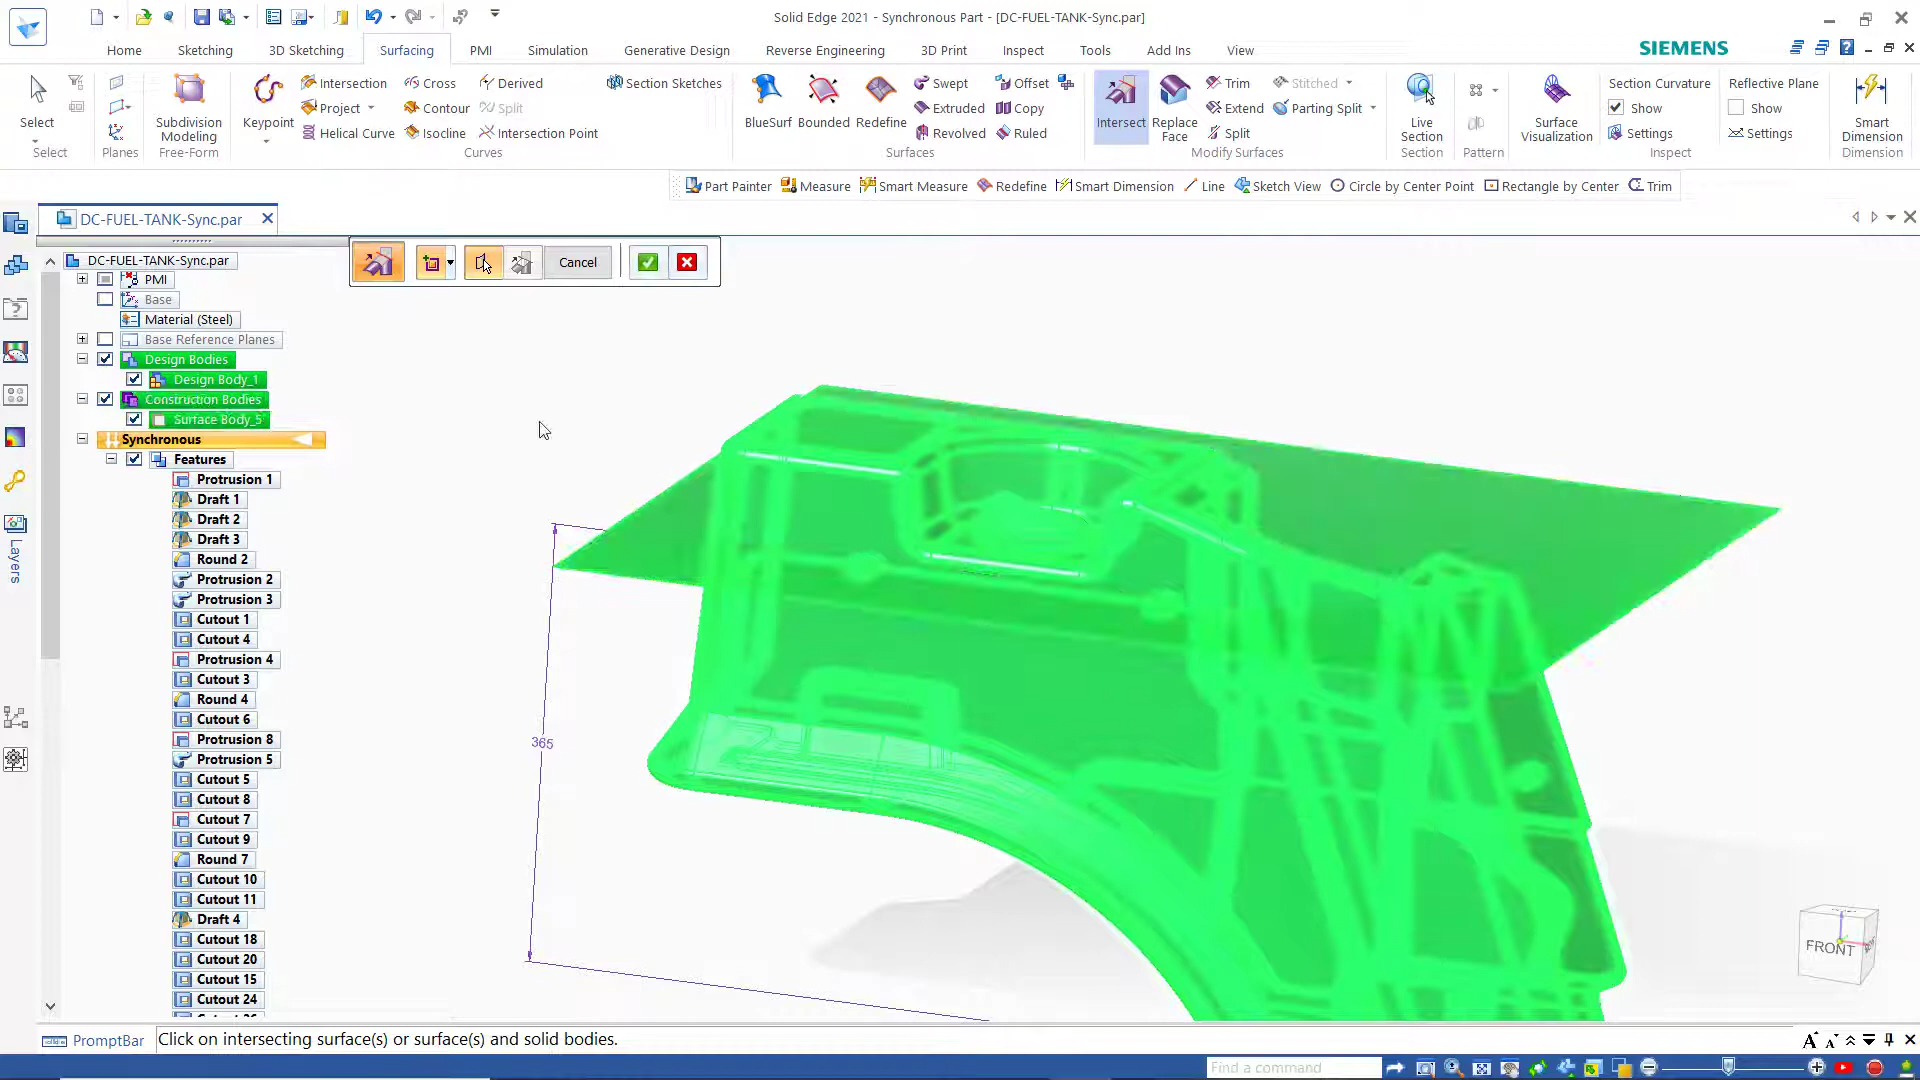 Solid Edge 2021 - Synchronous Part - [DC-FUEL-TANK-Sync.par]
Home Sketching 3D Sketching Surfacing PMI Simulation Generative Design Reverse Engineering 3D Print Inspect Tools Add Ins View SIEMENS
Intersection Cross Derived Section Sketches Swept Offset Trim Stitched Section Curvature Reflective Plane
Project Contour Split Extruded Copy Extend Parting Split Show Show
Select Subdivision Modeling Keypoint BlueSurf Bounded Redefine Intersect Replace Face Live Section Surface Visualization Smart Dimension
Helical Curve Isocline Intersection Point Revolved Ruled Split Settings Settings
Select Planes Free-Form Curves Surfaces Modify Surfaces Section Pattern Inspect Dimension
Part Painter Measure Smart Measure Redefine Smart Dimension Line Sketch View Circle by Center Point Rectangle by Center Trim
DC-FUEL-TANK-Sync.par
Cancel
DC-FUEL-TANK-Sync.par
PMI
Base
Material (Steel)
Base Reference Planes
Design Bodies
Design Body_1
Construction Bodies
Surface Body_5
Synchronous
Features
Protrusion 1
Draft 1
Draft 2
Draft 3
Round 2
Protrusion 2
Protrusion 3
Cutout 1
Cutout 4
Protrusion 4
Cutout 3
Round 4
Cutout 6
Protrusion 8
Protrusion 5
Cutout 5
Cutout 8
Cutout 7
Cutout 9
Round 7
Cutout 10
Cutout 11
Draft 4
Cutout 18
Cutout 20
Cutout 15
Cutout 24
Layers
365
FRONT
PromptBar Click on intersecting surface(s) or surface(s) and solid bodies.
Find a command